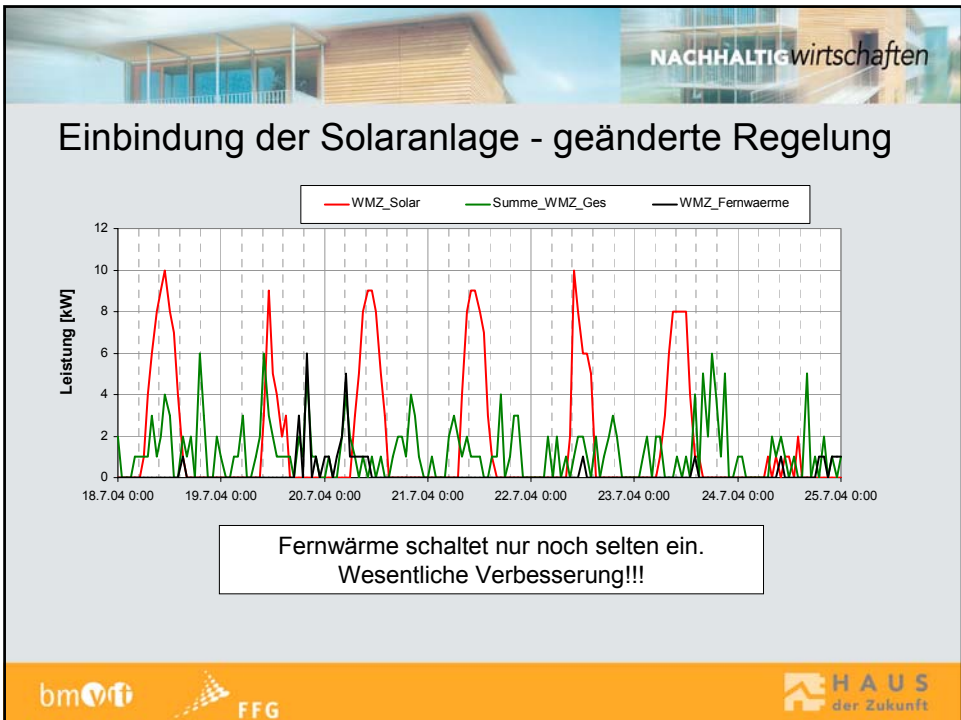 NACHHALTIGwirtschaften
Einbindung der Solaranlage - geänderte Regelung
WMZ_Solar Summe_WMZ_Ges WMZ_Fernwaerme
Leistung [kW]
12
10
8
6
4
2
0
18.7.04 0:00 19.7.04 0:00 20.7.04 0:00 21.7.04 0:00 22.7.04 0:00 23.7.04 0:00 24.7.04 0:00 25.7.04 0:00
Fernwärme schaltet nur noch selten ein.
Wesentliche Verbesserung!!!
bmvit FFG HAUS
der Zukunft